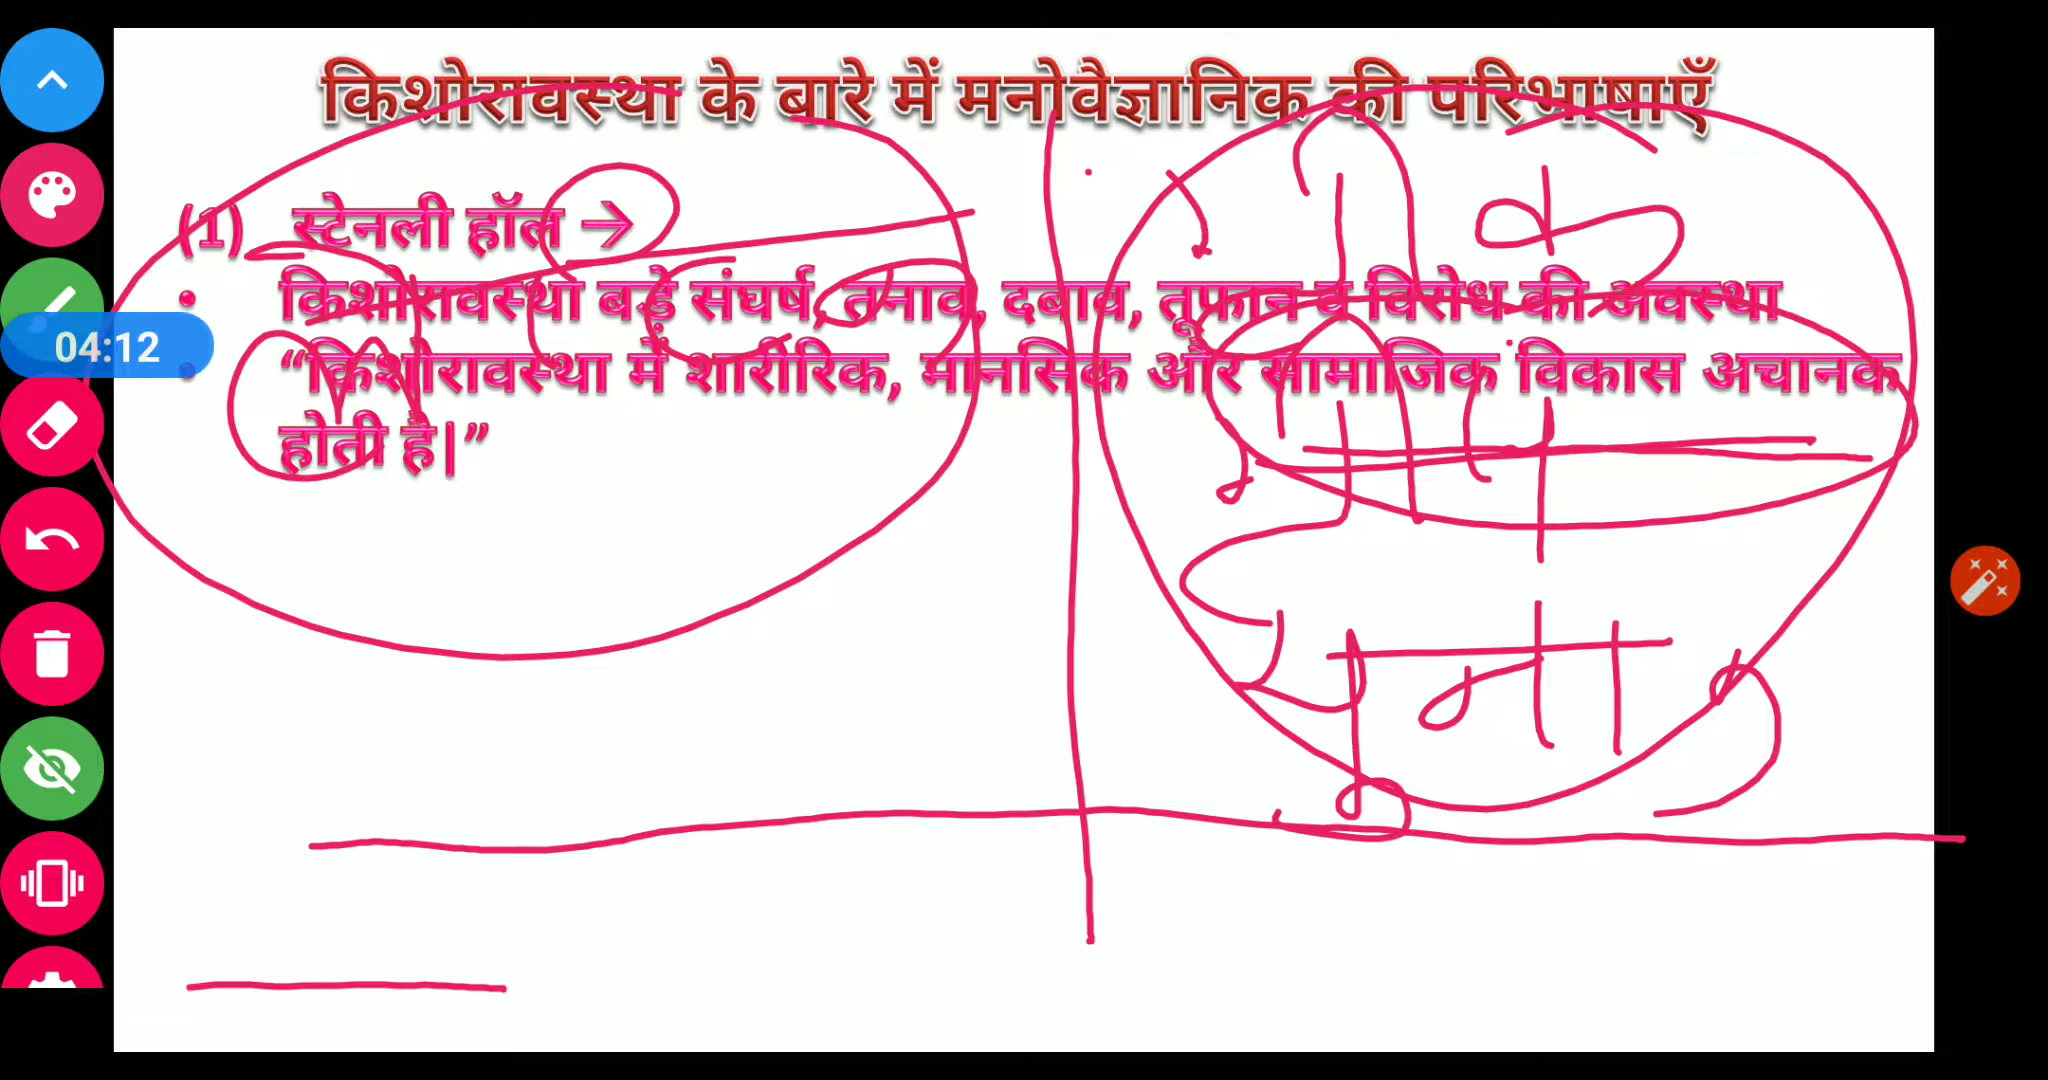 किशोरावस्था के बारे में मनोवैज्ञानिक की परिभाषाएँ
(1) स्टेनली हॉल →
• किशोरावस्था बड़े संघर्ष, तनाव, दबाव, तूफान व विरोध की अवस्था
• “किशोरावस्था में शारीरिक, मानसिक और सामाजिक विकास अचानक
होती है|”
04:12